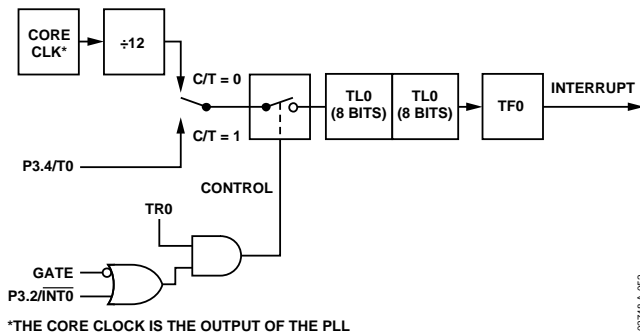 CORE
CLK*
÷12
C/T = 0
C/T = 1
P3.4/T0
TL0
(8 BITS)
TL0
(8 BITS)
TF0
INTERRUPT
CONTROL
TR0
GATE
P3.2/INT0
*THE CORE CLOCK IS THE OUTPUT OF THE PLL